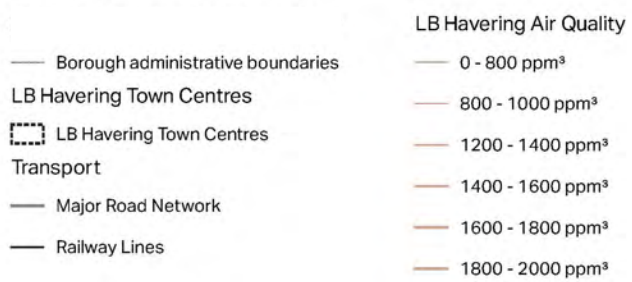 Borough administrative boundaries
LB Havering Town Centres
LB Havering Town Centres
Transport
Major Road Network
Railway Lines
LB Havering Air Quality
0 - 800 ppm³
800 - 1000 ppm³
1200 - 1400 ppm³
1400 - 1600 ppm³
1600 - 1800 ppm³
1800 - 2000 ppm³